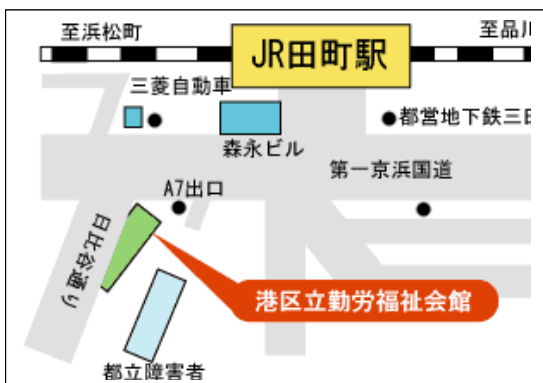 至浜松町
至品川
JR田町駅
三菱自動車
都営地下鉄三田
森永ビル
第一京浜国道
A7出口
日比谷通り
港区立勤労福祉会館
都立障害者